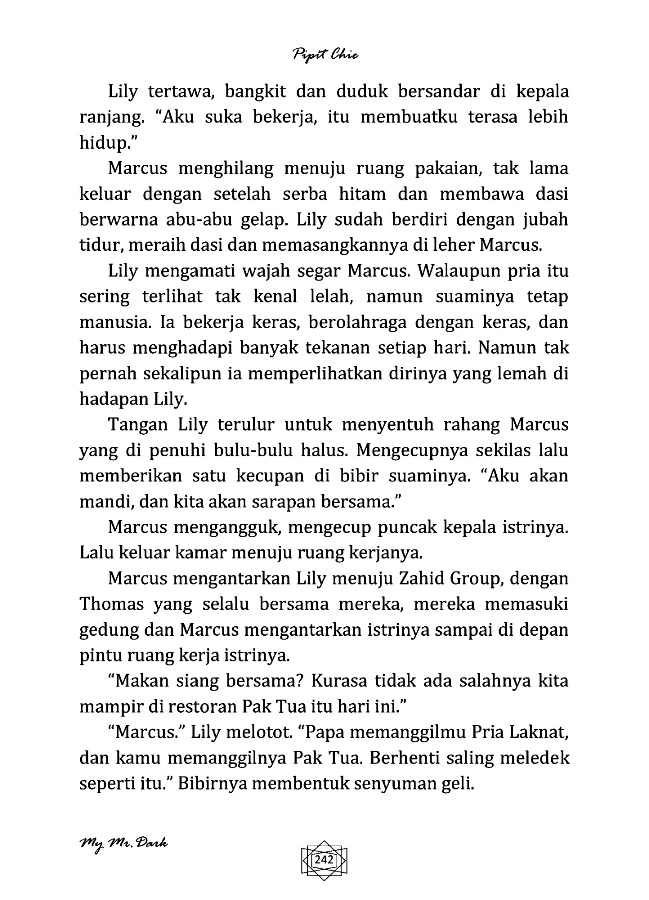 Pipit Chie
Lily tertawa, bangkit dan duduk bersandar di kepala
ranjang. “Aku suka bekerja, itu membuatku terasa lebih
hidup.”
Marcus menghilang menuju ruang pakaian, tak lama
keluar dengan setelah serba hitam dan membawa dasi
berwarna abu-abu gelap. Lily sudah berdiri dengan jubah
tidur, meraih dasi dan memasangkannya di leher Marcus.
Lily mengamati wajah segar Marcus. Walaupun pria itu
sering terlihat tak kenal lelah, namun suaminya tetap
manusia. Ia bekerja keras, berolahraga dengan keras, dan
harus menghadapi banyak tekanan setiap hari. Namun tak
pernah sekalipun ia memperlihatkan dirinya yang lemah di
hadapan Lily.
Tangan Lily terulur untuk menyentuh rahang Marcus
yang di penuhi bulu-bulu halus. Mengecupnya sekilas lalu
memberikan satu kecupan di bibir suaminya. “Aku akan
mandi, dan kita akan sarapan bersama.”
Marcus mengangguk, mengecup puncak kepala istrinya.
Lalu keluar kamar menuju ruang kerjanya.
Marcus mengantarkan Lily menuju Zahid Group, dengan
Thomas yang selalu bersama mereka, mereka memasuki
gedung dan Marcus mengantarkan istrinya sampai di depan
pintu ruang kerja istrinya.
“Makan siang bersama? Kurasa tidak ada salahnya kita
mampir di restoran Pak Tua itu hari ini.”
“Marcus.” Lily melotot. “Papa memanggilmu Pria Laknat,
dan kamu memanggilnya Pak Tua. Berhenti saling meledek
seperti itu.” Bibirnya membentuk senyuman geli.
My Mr. Dark
242